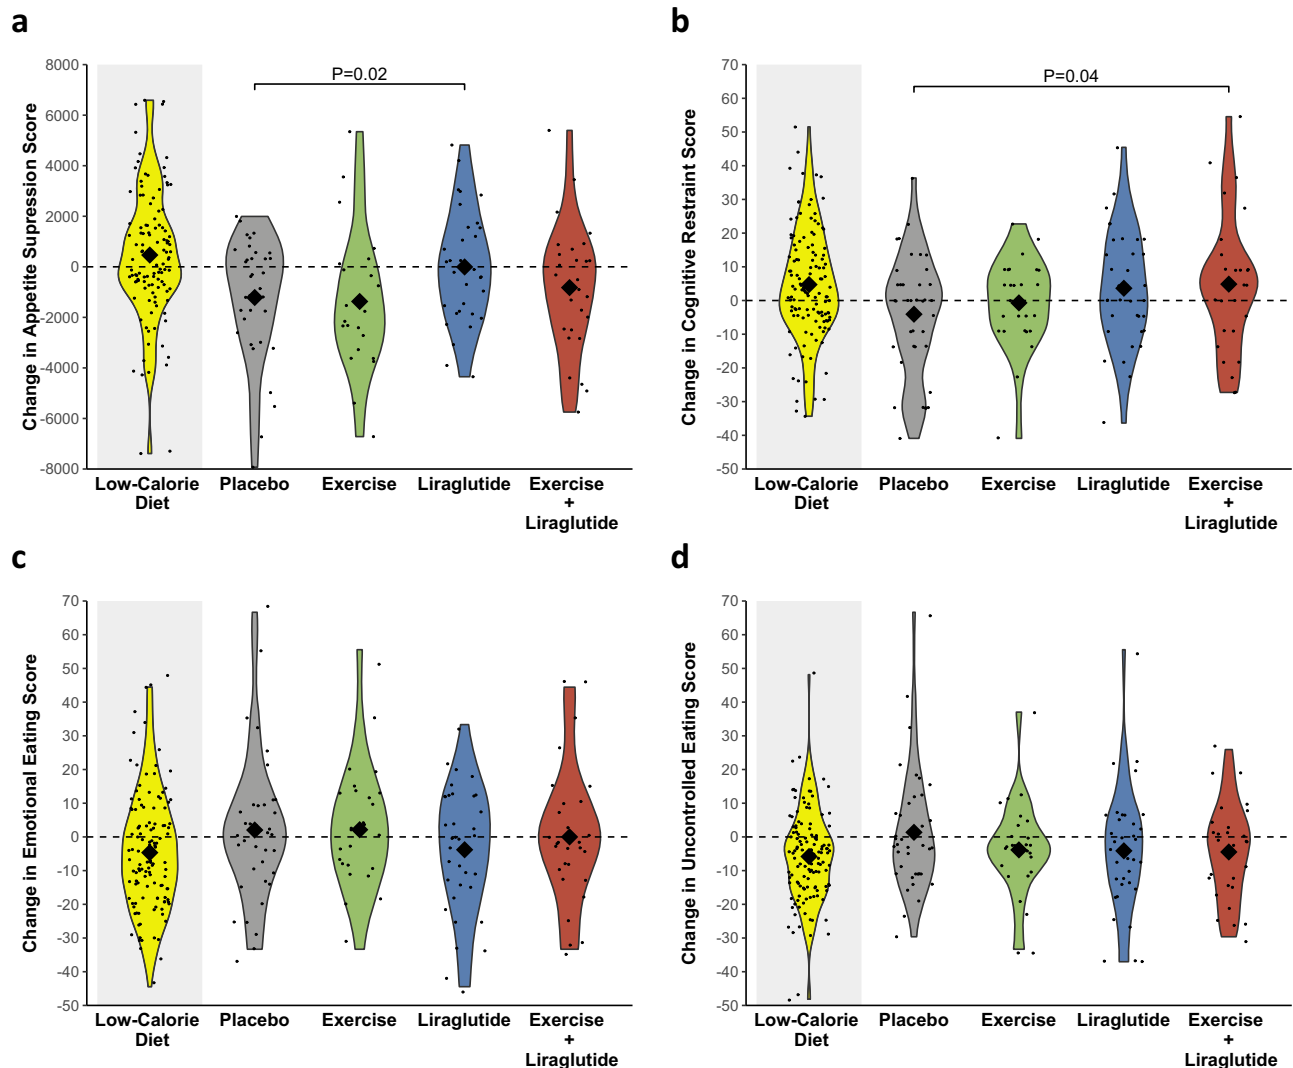 a
Change in Appetite Supression Score
8000
6000
4000
2000
0
-2000
-4000
-6000
-8000
P=0.02
Low-Calorie
Diet
Placebo
Exercise
Liraglutide
Exercise
+
Liraglutide
b
Change in Cognitive Restraint Score
70
60
50
40
30
20
10
0
-10
-20
-30
-40
-50
P=0.04
Low-Calorie
Diet
Placebo
Exercise
Liraglutide
Exercise
+
Liraglutide
c
Change in Emotional Eating Score
70
60
50
40
30
20
10
0
-10
-20
-30
-40
-50
Low-Calorie
Diet
Placebo
Exercise
Liraglutide
Exercise
+
Liraglutide
d
Change in Uncontrolled Eating Score
70
60
50
40
30
20
10
0
-10
-20
-30
-40
-50
Low-Calorie
Diet
Placebo
Exercise
Liraglutide
Exercise
+
Liraglutide